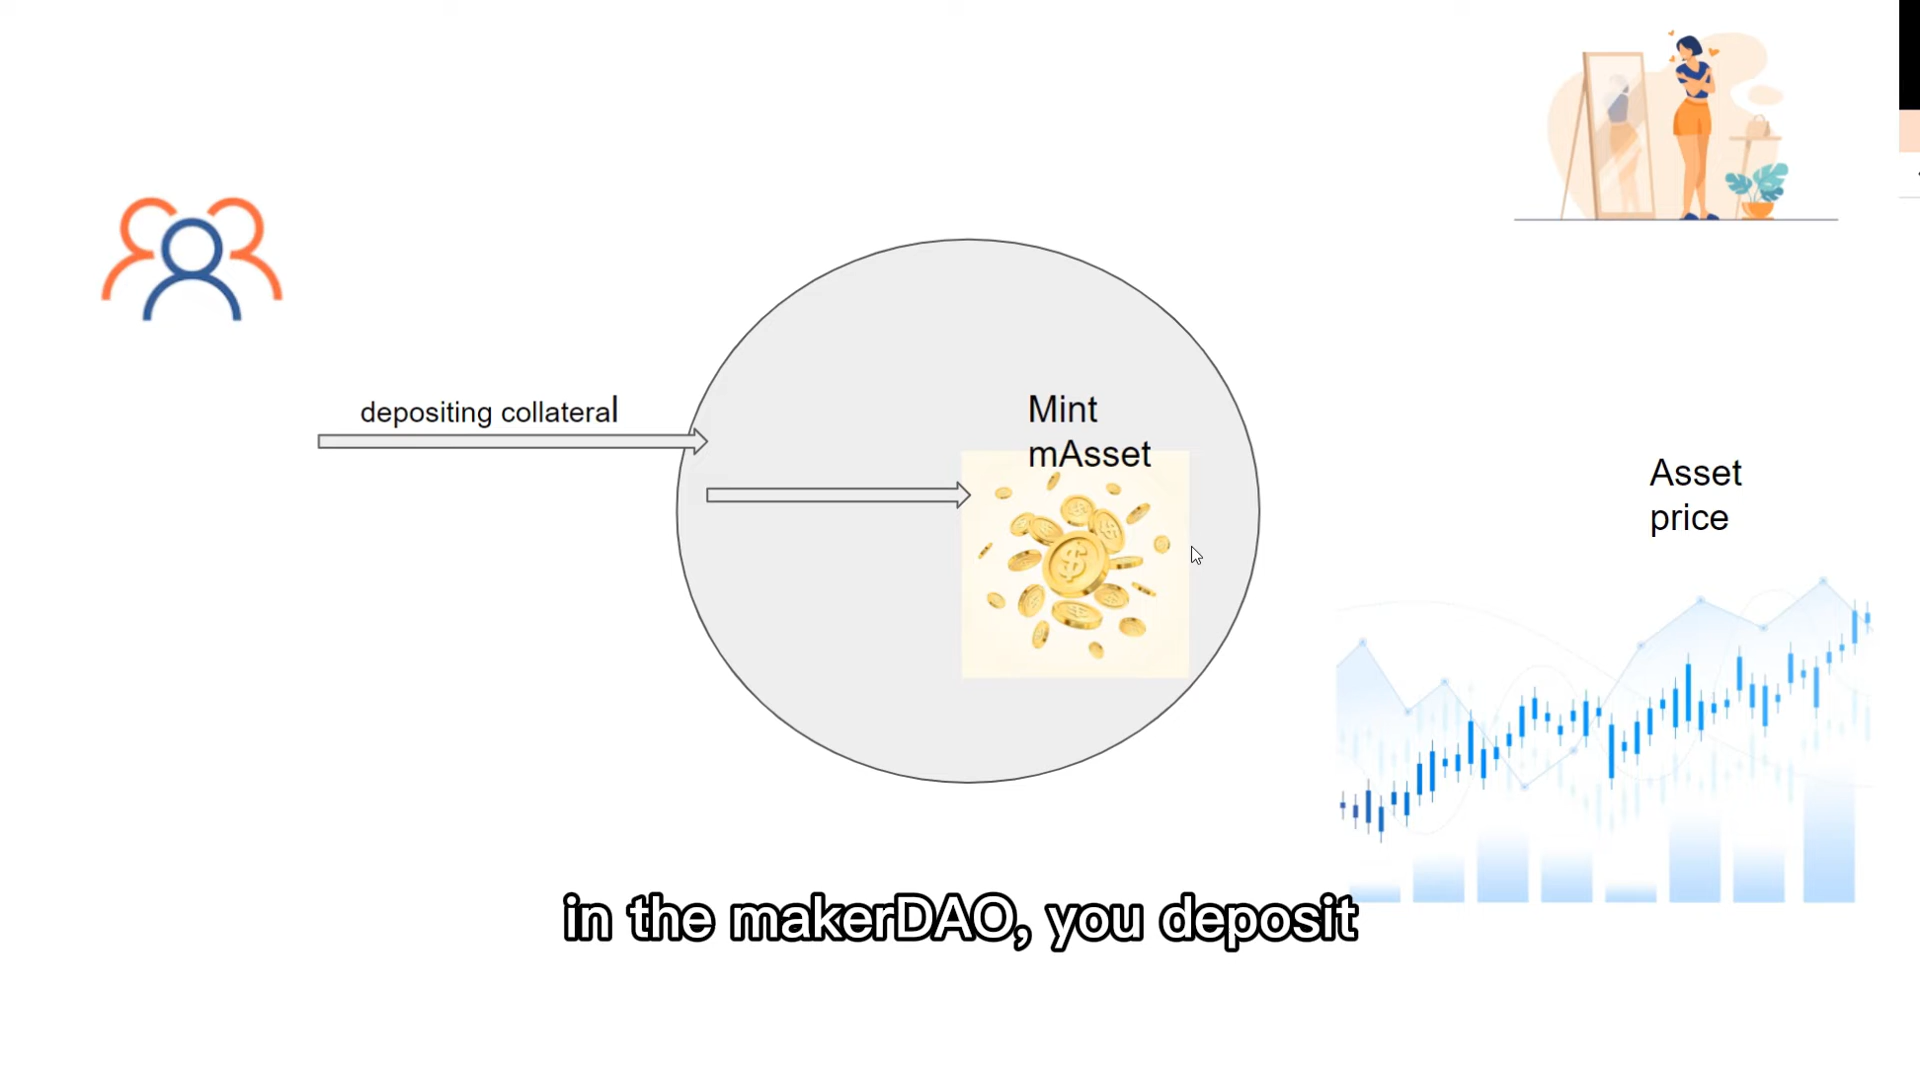 depositing collateral
Mint
mAsset
Asset
price
in the makerDAO, you deposit